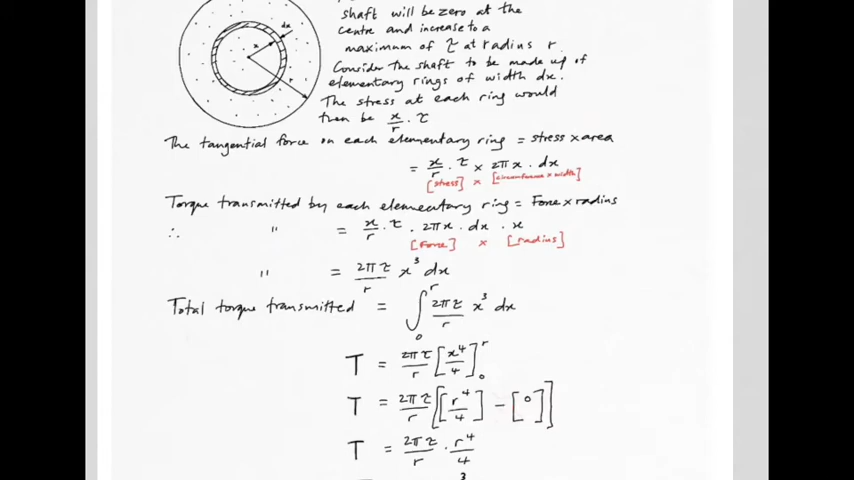 shaft will be zero at the
centre and increase to a
maximum of τ at radius r.
Consider the shaft to be made up of
elementary rings of width dx.
The stress at each ring would
then be x/r . τ
dx
x
r
The tangential force on each elementary ring = stress x area
= x/r . τ x 2πx . dx
[stress] x [circumference x width]
Torque transmitted by each elementary ring = Force x radius
∴ " = x/r . τ . 2πx . dx . x
[Force] x [radius]
" = 2πτ/r x³ dx
Total torque transmitted = ∫₀ʳ 2πτ/r x³ dx
T = 2πτ/r [x⁴/4]₀ʳ
T = 2πτ/r [[r⁴/4] - [0]]
T = 2πτ/r . r⁴/4